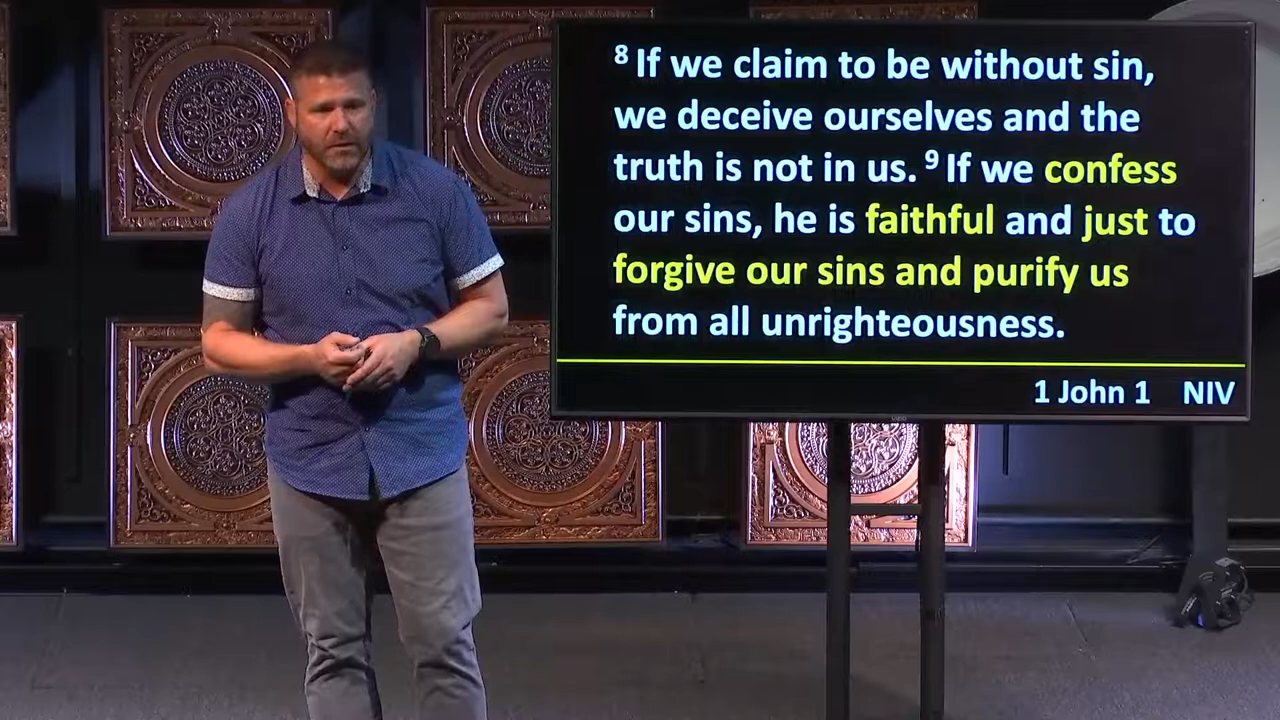 ⁸ If we claim to be without sin,
we deceive ourselves and the
truth is not in us. ⁹ If we confess
our sins, he is faithful and just to
forgive our sins and purify us
from all unrighteousness.
1 John 1 NIV
VIZIO